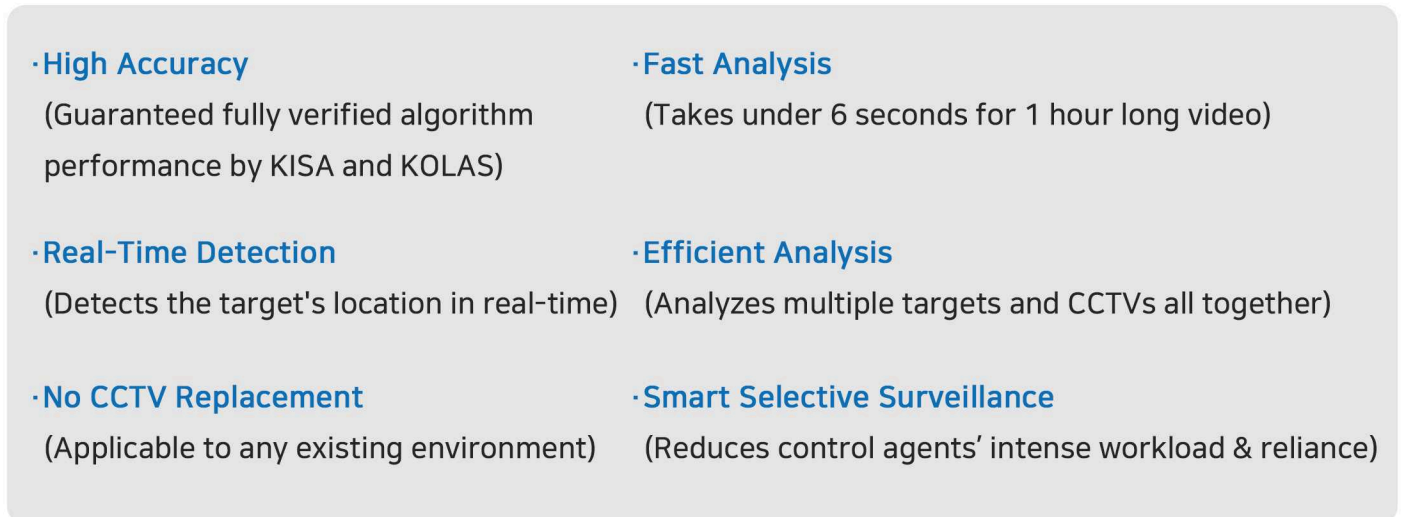 ·High Accuracy
(Guaranteed fully verified algorithm
performance by KISA and KOLAS)
·Fast Analysis
(Takes under 6 seconds for 1 hour long video)
·Real-Time Detection
(Detects the target's location in real-time)
·Efficient Analysis
(Analyzes multiple targets and CCTVs all together)
·No CCTV Replacement
(Applicable to any existing environment)
·Smart Selective Surveillance
(Reduces control agents’ intense workload & reliance)